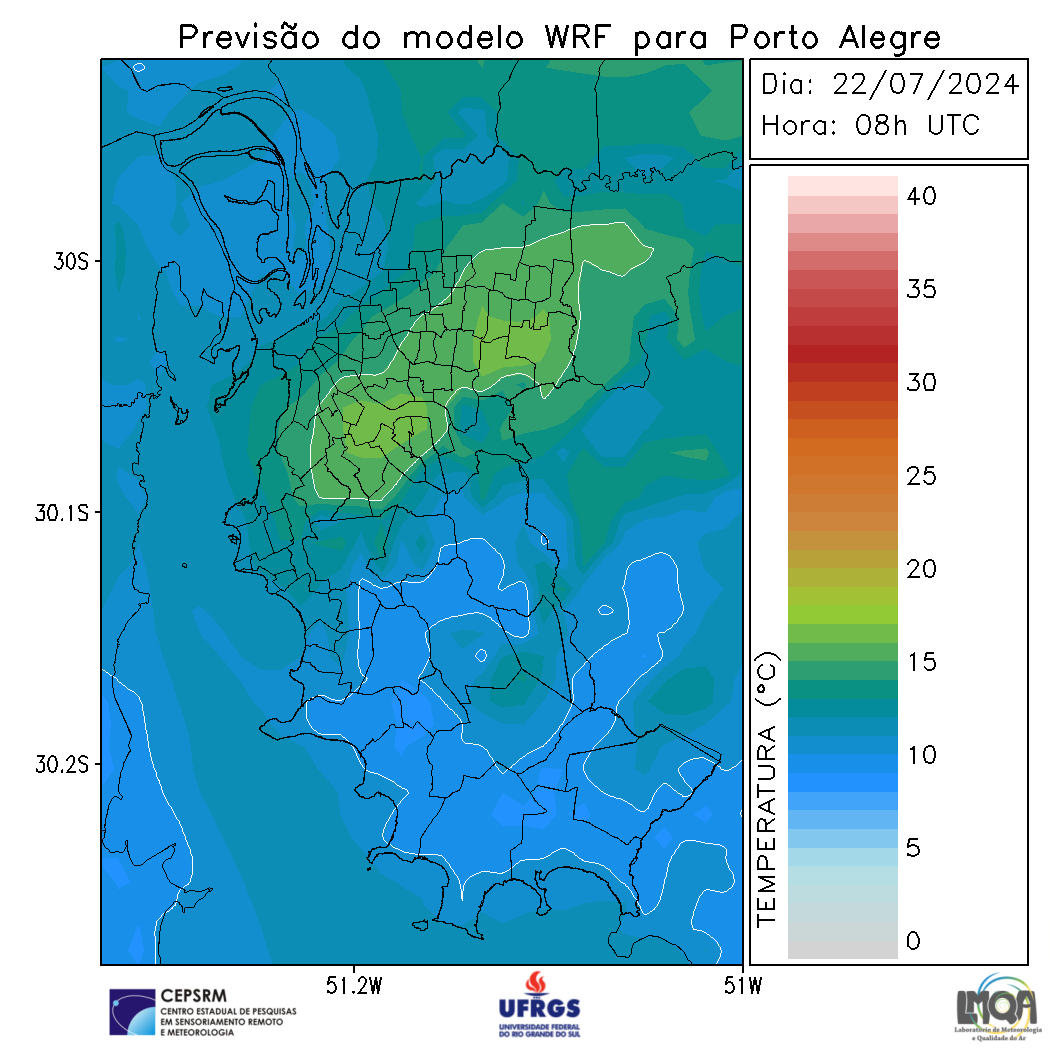 Previsão do modelo WRF para Porto Alegre
Dia: 22/07/2024
Hora: 08h UTC
40
35
30
25
20
15
10
5
0
TEMPERATURA (°C)
30S
30.1S
30.2S
51.2W
51W
CEPSRM
CENTRO ESTADUAL DE PESQUISAS
EM SENSORIAMENTO REMOTO
E METEOROLOGIA
UFRGS
UNIVERSIDADE FEDERAL
DO RIO GRANDE DO SUL
LMQA
Laboratório de Meteorologia
e Qualidade do Ar